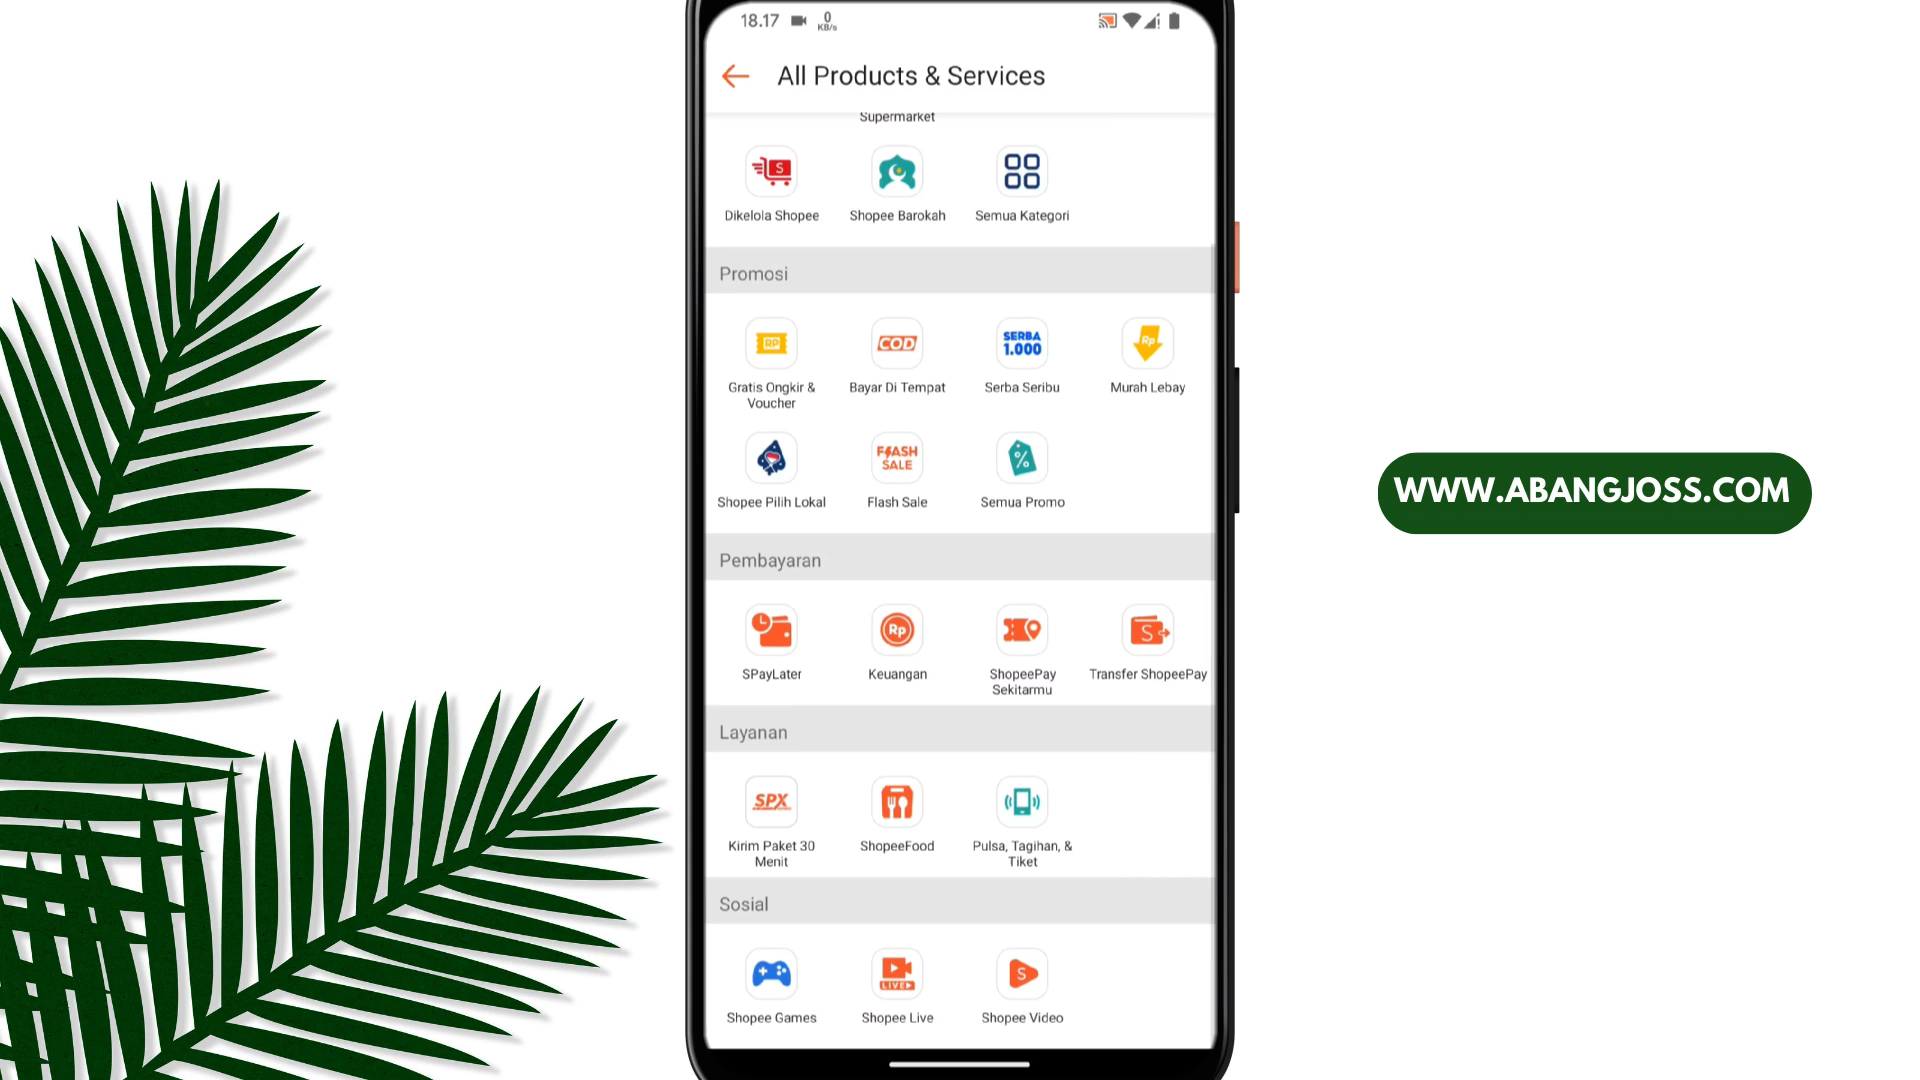 18.17
0
KB/s
All Products & Services
Supermarket
S
Dikelola Shopee
Shopee Barokah
Semua Kategori
Promosi
RP
COD
SERBA
1.000
Rp
Gratis Ongkir &
Voucher
Bayar Di Tempat
Serba Seribu
Murah Lebay
FLASH
SALE
%
Shopee Pilih Lokal
Flash Sale
Semua Promo
Pembayaran
Rp
S
SPayLater
Keuangan
ShopeePay
Sekitarmu
Transfer ShopeePay
Layanan
SPX
Kirim Paket 30
Menit
ShopeeFood
Pulsa, Tagihan, &
Tiket
Sosial
LIVE
S
Shopee Games
Shopee Live
Shopee Video
WWW.ABANGJOSS.COM